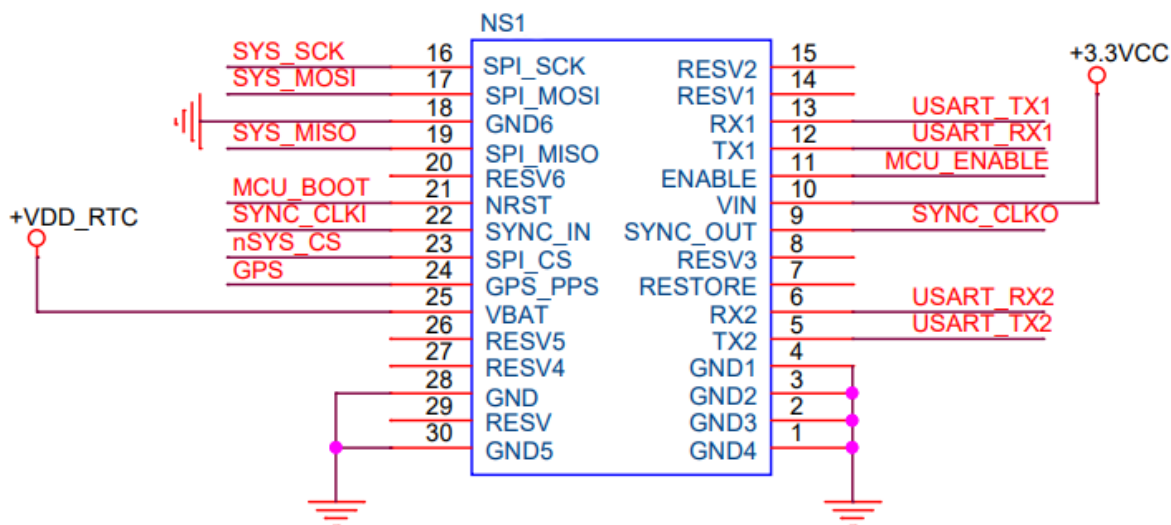 NS1
+3.3VCC
SYS_SCK 16 SPI_SCK RESV2 15
SYS_MOSI 17 SPI_MOSI RESV1 14
18 GND6 RX1 13 USART_TX1
SYS_MISO 19 SPI_MISO TX1 12 USART_RX1
20 RESV6 ENABLE 11 MCU_ENABLE
MCU_BOOT 21 NRST VIN 10
+VDD_RTC
SYNC_CLKI 22 SYNC_IN SYNC_OUT 9 SYNC_CLKO
nSYS_CS 23 SPI_CS RESV3 8
GPS 24 GPS_PPS RESTORE 7
25 VBAT RX2 6 USART_RX2
26 RESV5 TX2 5 USART_TX2
27 RESV4 GND1 4
28 GND GND2 3
29 RESV GND3 2
30 GND5 GND4 1